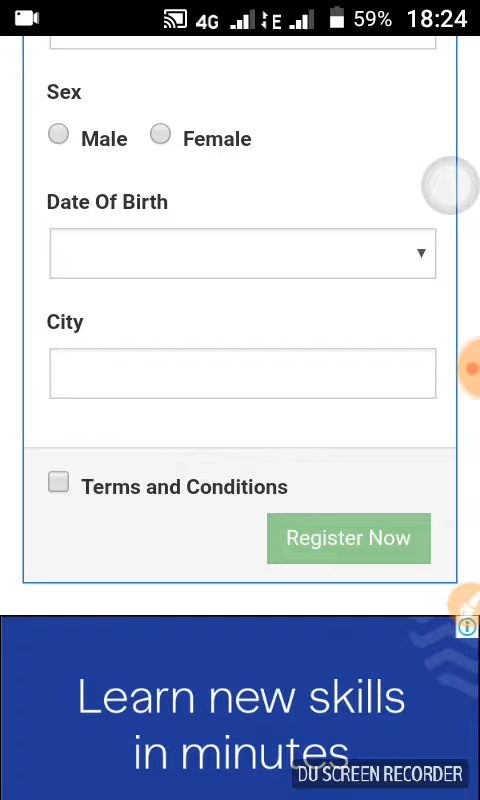 4G E 59% 18:24
Sex
Male Female
Date Of Birth
City
Terms and Conditions
Register Now
Learn new skills
in minutes
DU SCREEN RECORDER